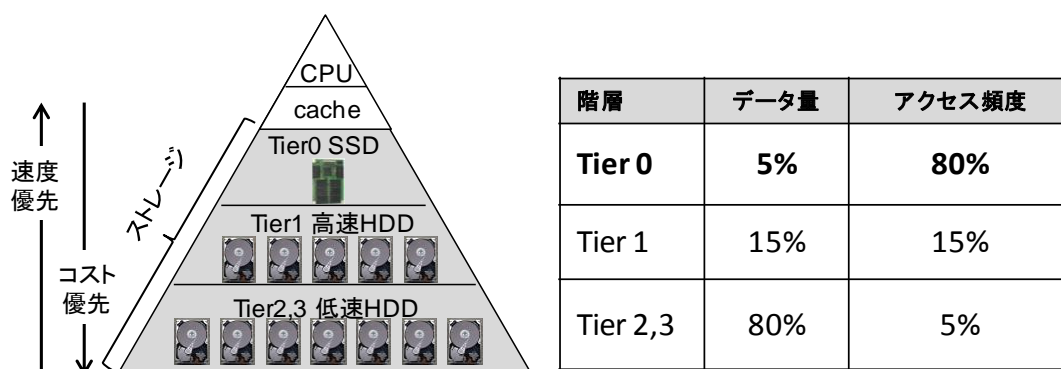 CPU
cache
Tier0 SSD
Tier1 高速HDD
Tier2,3 低速HDD
速度
優先
コスト
優先
ストレージ
階層 データ量 アクセス頻度
Tier 0 5% 80%
Tier 1 15% 15%
Tier 2,3 80% 5%